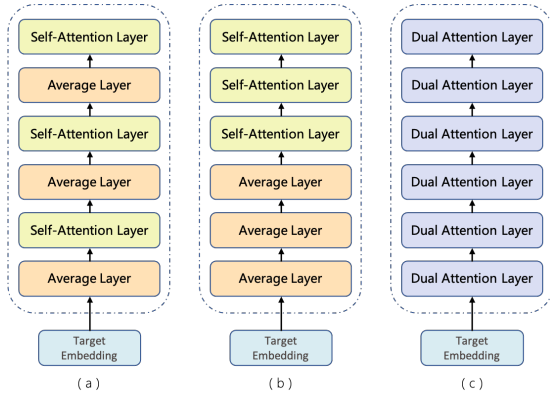 Self-Attention Layer
Average Layer
Self-Attention Layer
Average Layer
Self-Attention Layer
Average Layer
Target
Embedding
( a )
Self-Attention Layer
Self-Attention Layer
Self-Attention Layer
Average Layer
Average Layer
Average Layer
Target
Embedding
( b )
Dual Attention Layer
Dual Attention Layer
Dual Attention Layer
Dual Attention Layer
Dual Attention Layer
Dual Attention Layer
Target
Embedding
( c )